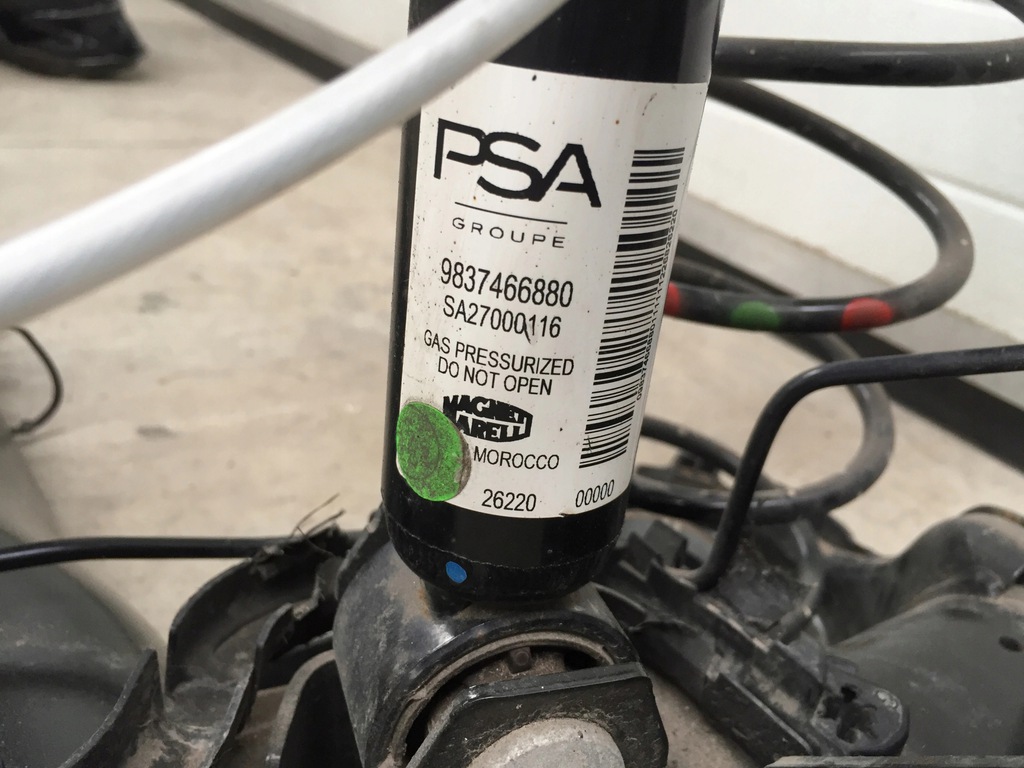 PSA
GROUPE
9837466880
SA27000116
GAS PRESSURIZED
DO NOT OPEN
MAGNETI
MARELLI
MOROCCO
26220 00000